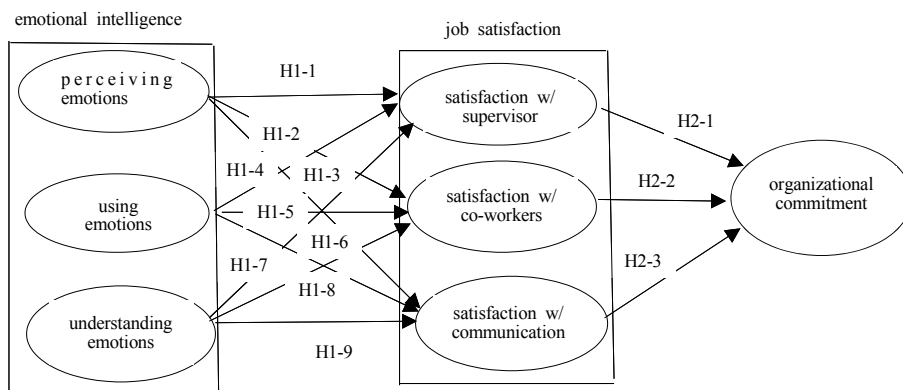 emotional intelligence
job satisfaction
perceiving
emotions
H1-1
satisfaction w/
supervisor
H2-1
H1-2
H1-4
H1-3
using
emotions
H1-5
satisfaction w/
co-workers
H2-2
organizational
commitment
H1-6
H1-7
H1-8
H2-3
understanding
emotions
satisfaction w/
communication
H1-9